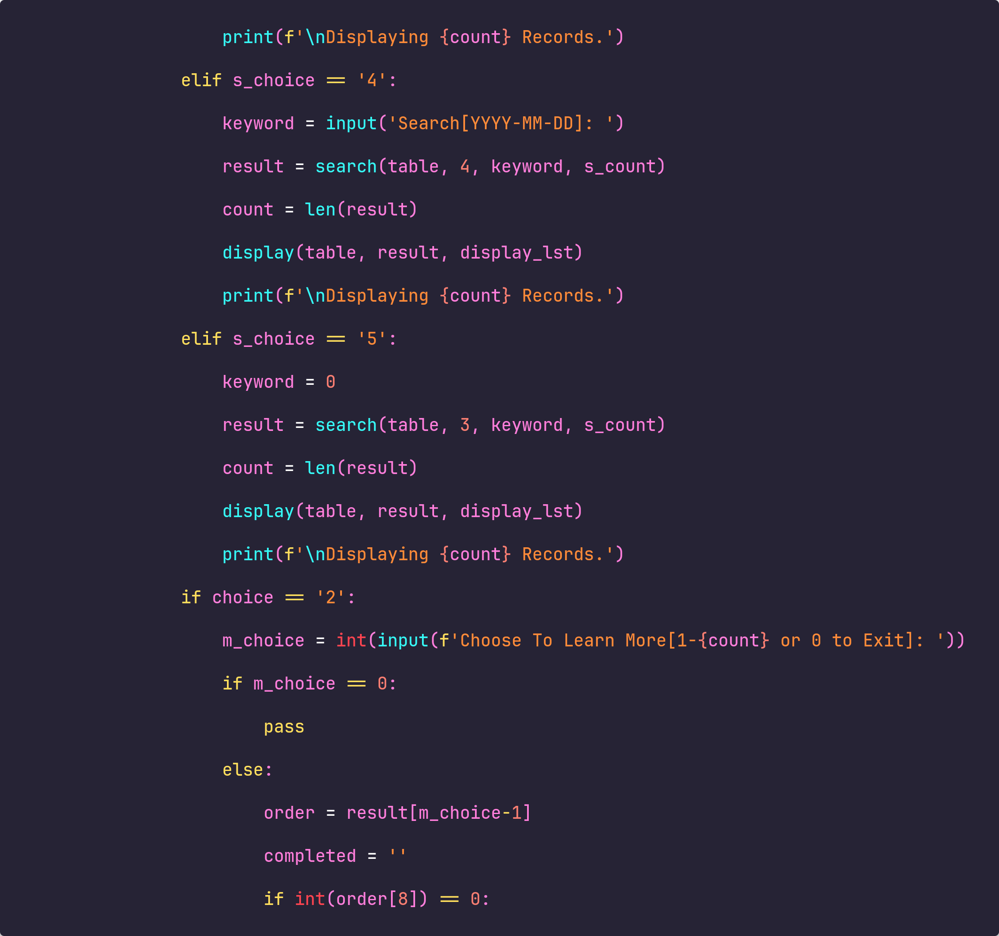 print(f'\nDisplaying {count} Records.')
elif s_choice == '4':
keyword = input('Search[YYYY-MM-DD]: ')
result = search(table, 4, keyword, s_count)
count = len(result)
display(table, result, display_lst)
print(f'\nDisplaying {count} Records.')
elif s_choice == '5':
keyword = 0
result = search(table, 3, keyword, s_count)
count = len(result)
display(table, result, display_lst)
print(f'\nDisplaying {count} Records.')
if choice == '2':
m_choice = int(input(f'Choose To Learn More[1-{count} or 0 to Exit]: '))
if m_choice == 0:
pass
else:
order = result[m_choice-1]
completed = ''
if int(order[8]) == 0: